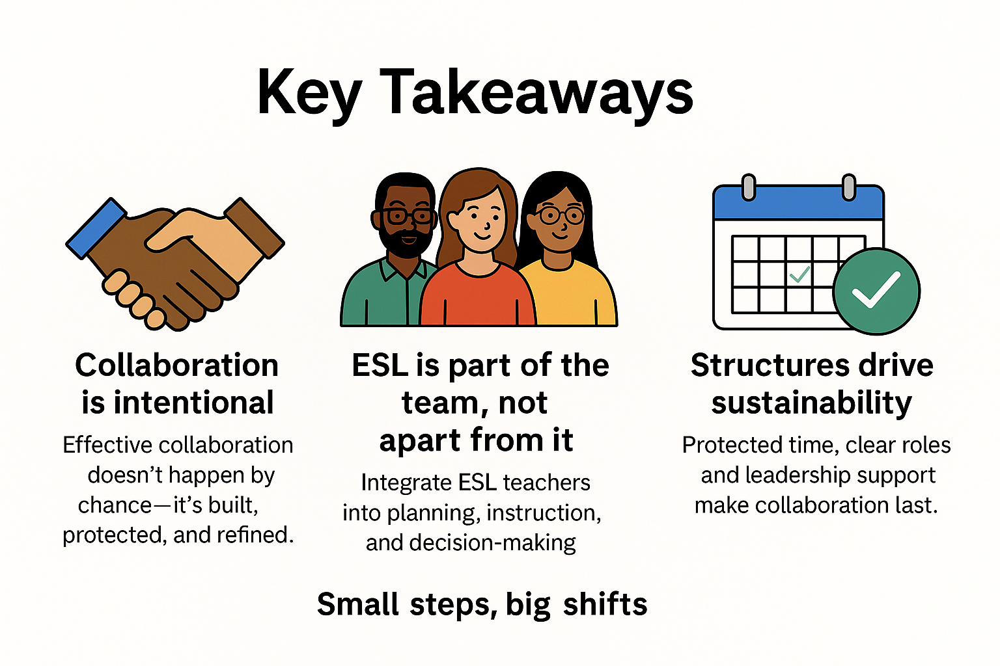 Key Takeaways
Collaboration
is intentional
Effective collaboration
doesn't happen by
chance—it's built,
protected, and refined.
ESL is part of the
team, not
apart from it
Integrate ESL teachers
into planning, instruction,
and decision-making
Structures drive
sustainability
Protected time, clear roles
and leadership support
make collaboration last.
Small steps, big shifts